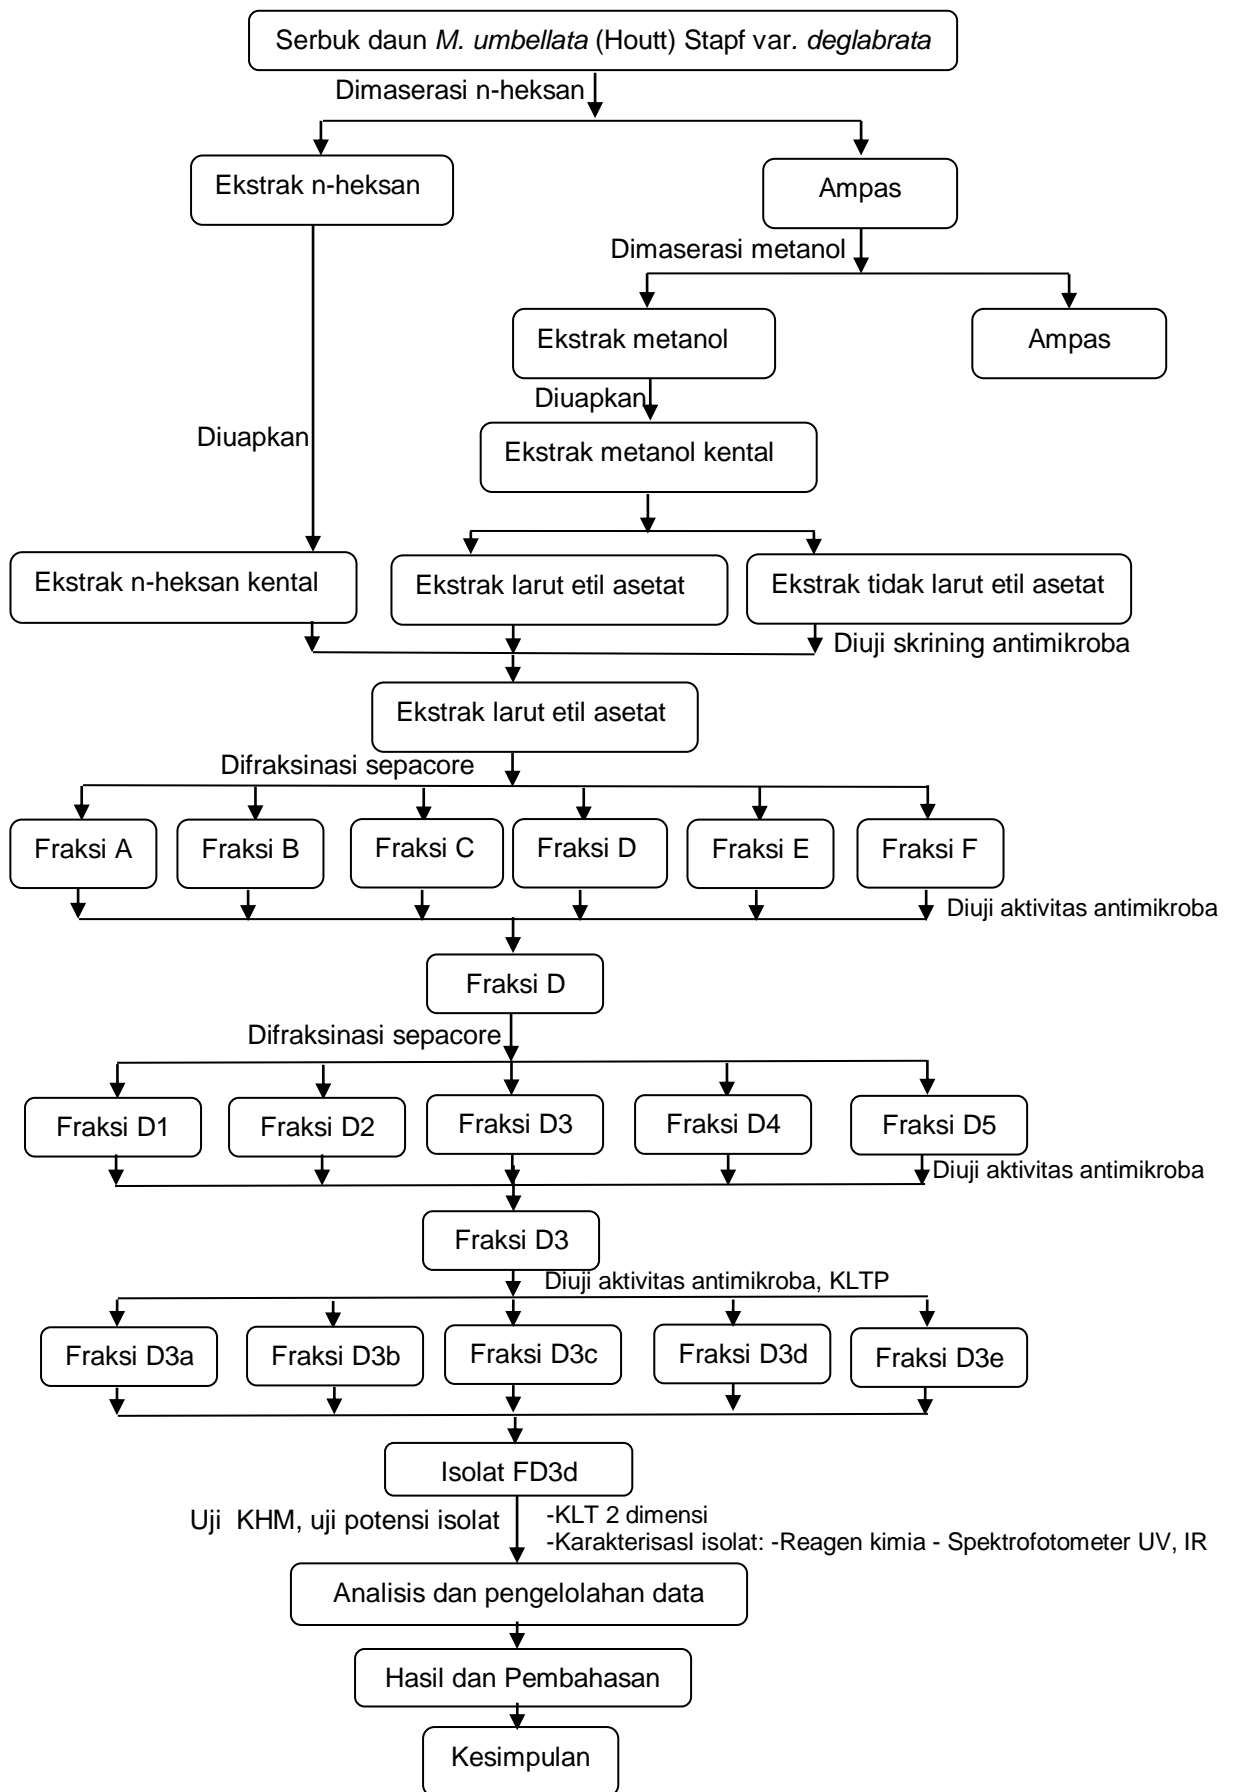 Serbuk daun M. umbellata (Houtt) Stapf var. deglabrata
Dimaserasi n-heksan
Ekstrak n-heksan
Ampas
Dimaserasi metanol
Ekstrak metanol
Ampas
Diuapkan
Diuapkan
Ekstrak metanol kental
Ekstrak n-heksan kental
Ekstrak larut etil asetat
Ekstrak tidak larut etil asetat
Diuji skrining antimikroba
Ekstrak larut etil asetat
Difraksinasi sepacore
Fraksi A
Fraksi B
Fraksi C
Fraksi D
Fraksi E
Fraksi F
Diuji aktivitas antimikroba
Fraksi D
Difraksinasi sepacore
Fraksi D1
Fraksi D2
Fraksi D3
Fraksi D4
Fraksi D5
Diuji aktivitas antimikroba
Fraksi D3
Diuji aktivitas antimikroba, KLTP
Fraksi D3a
Fraksi D3b
Fraksi D3c
Fraksi D3d
Fraksi D3e
Isolat FD3d
Uji KHM, uji potensi isolat
-KLT 2 dimensi
-KarakterisasI isolat: -Reagen kimia - Spektrofotometer UV, IR
Analisis dan pengelolahan data
Hasil dan Pembahasan
Kesimpulan